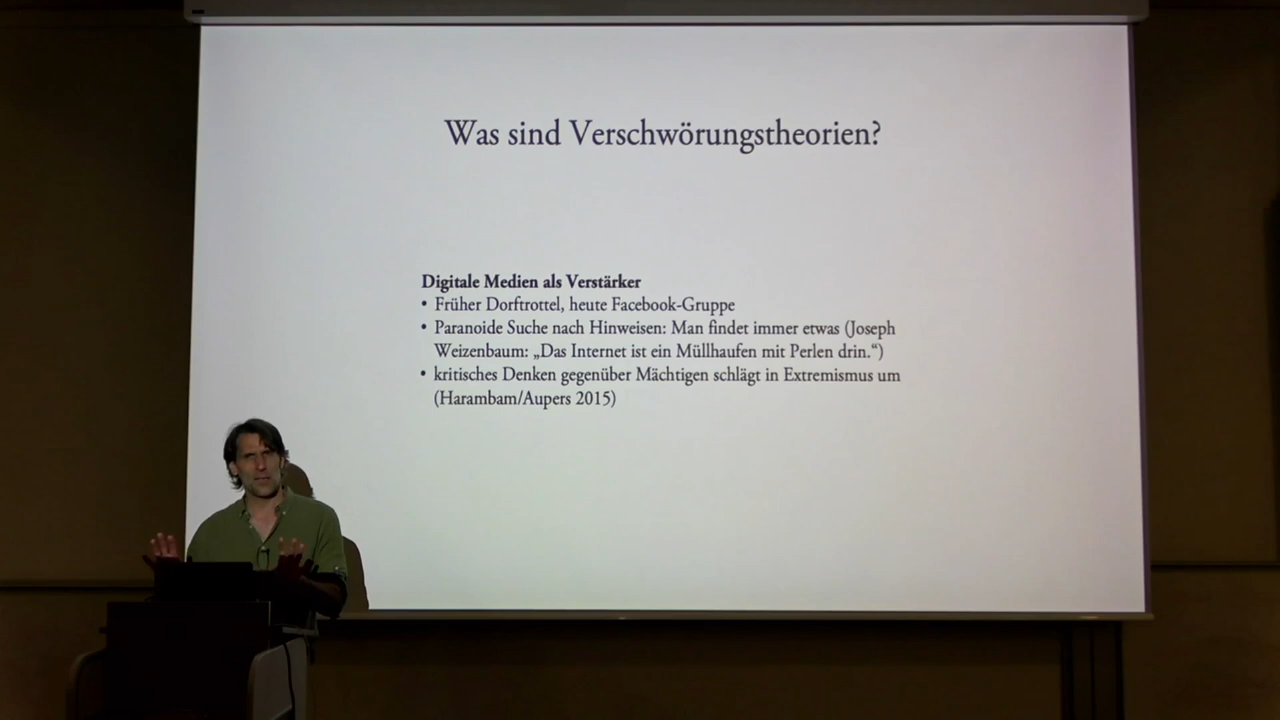 Was sind Verschwörungstheorien?
Digitale Medien als Verstärker
• Früher Dorftrottel, heute Facebook-Gruppe
• Paranoide Suche nach Hinweisen: Man findet immer etwas (Joseph
Weizenbaum: „Das Internet ist ein Müllhaufen mit Perlen drin.“)
• kritisches Denken gegenüber Mächtigen schlägt in Extremismus um
(Harambam/Aupers 2015)